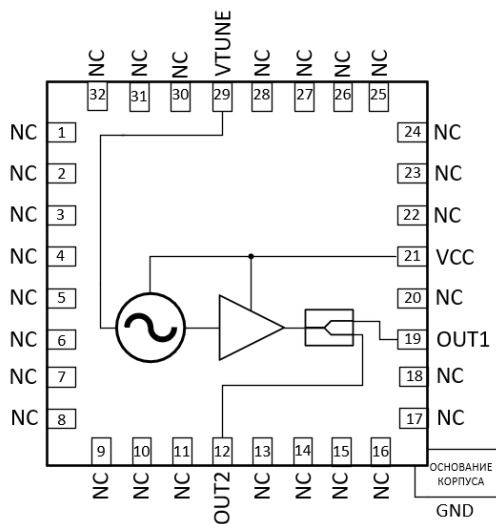 NC NC NC VTUNE NC NC NC NC
32 31 30 29 28 27 26 25
NC 1 24 NC
NC 2 23 NC
NC 3 22 NC
NC 4 21 VCC
NC 5 20 NC
NC 6 19 OUT1
NC 7 18 NC
NC 8 17 NC
9 10 11 12 13 14 15 16
NC NC NC OUT2 NC NC NC NC
ОСНОВАНИЕ
КОРПУСА
GND